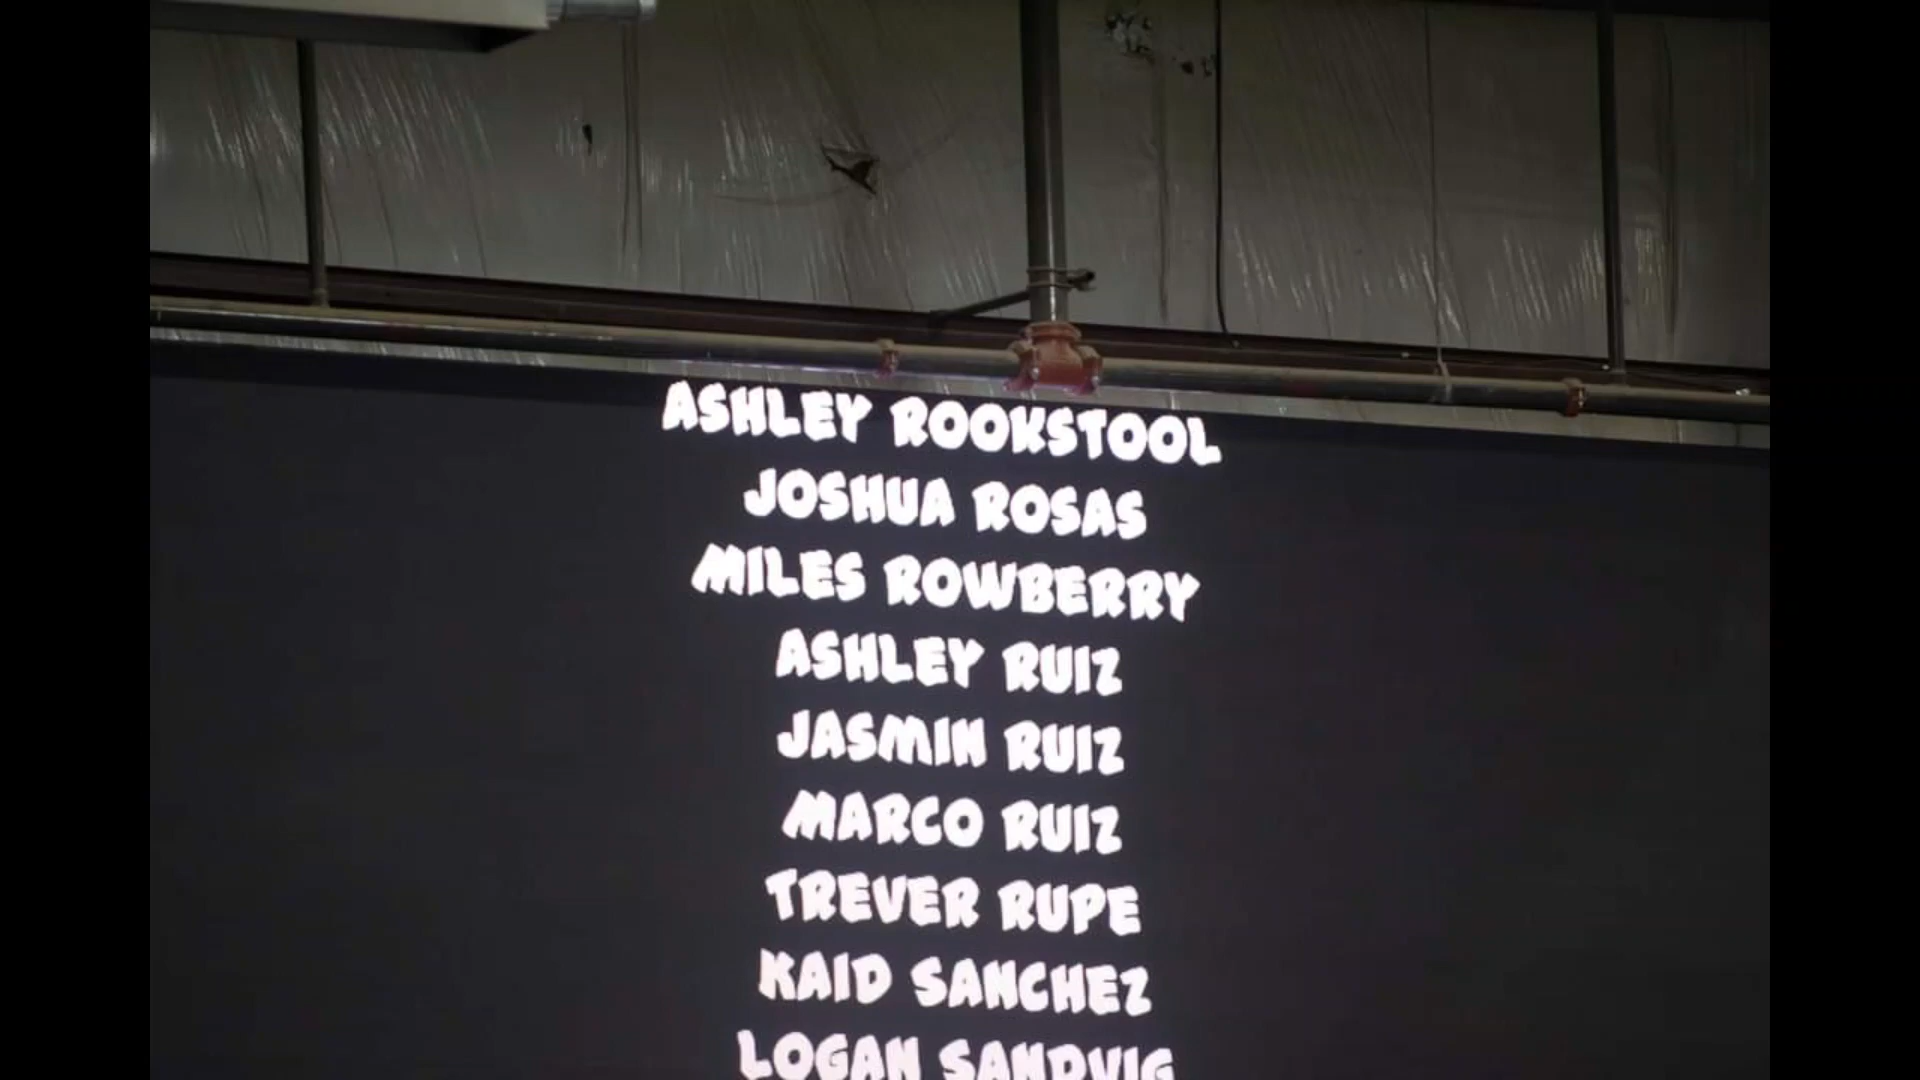 ASHLEY ROOKSTOOL
JOSHUA ROSAS
MILES ROWBERRY
ASHLEY RUIZ
JASMIN RUIZ
MARCO RUIZ
TREVER RUPE
KAID SANCHEZ
LOGAN SANDVIG